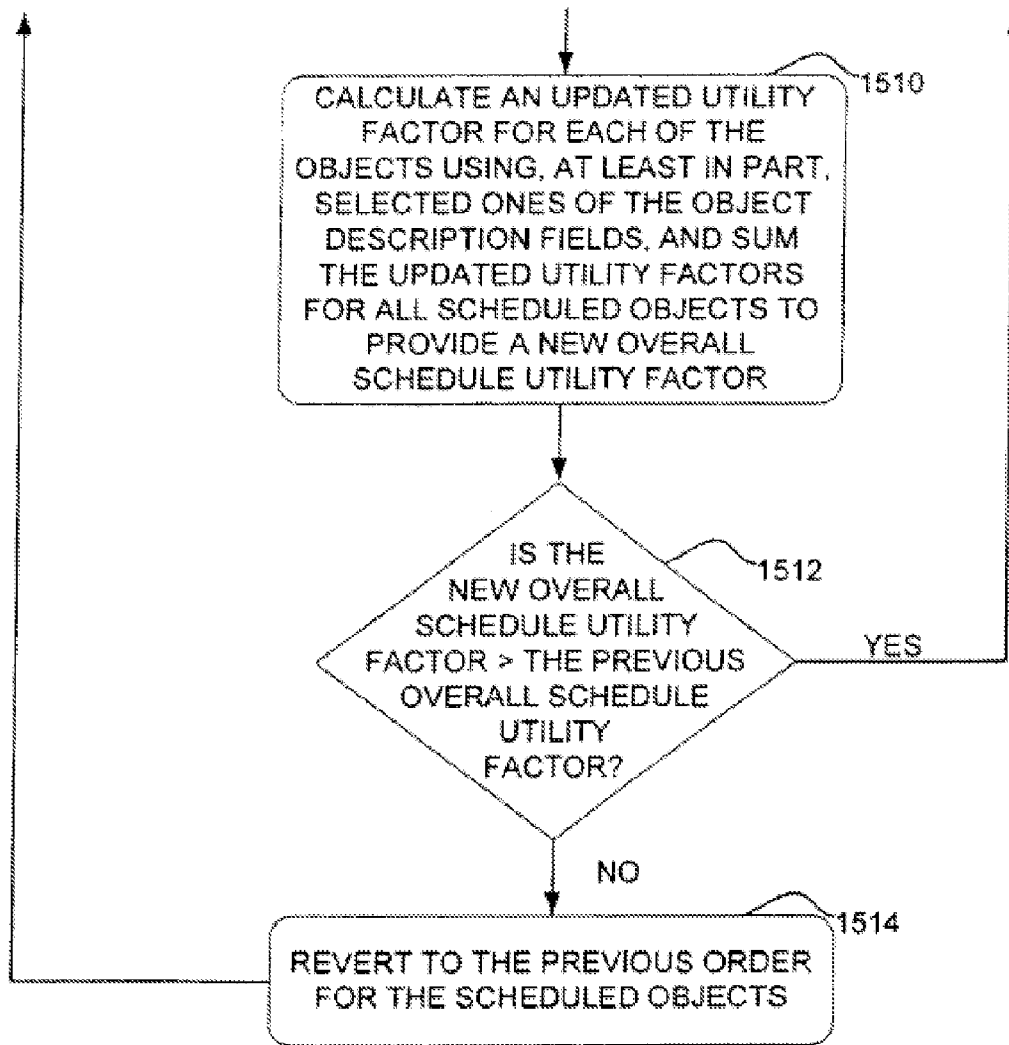 1510
CALCULATE AN UPDATED UTILITY
FACTOR FOR EACH OF THE
OBJECTS USING, AT LEAST IN PART,
SELECTED ONES OF THE OBJECT
DESCRIPTION FIELDS, AND SUM
THE UPDATED UTILITY FACTORS
FOR ALL SCHEDULED OBJECTS TO
PROVIDE A NEW OVERALL
SCHEDULE UTILITY FACTOR
1512
IS THE
NEW OVERALL
SCHEDULE UTILITY
FACTOR > THE PREVIOUS
OVERALL SCHEDULE
UTILITY
FACTOR?
YES
NO
1514
REVERT TO THE PREVIOUS ORDER
FOR THE SCHEDULED OBJECTS